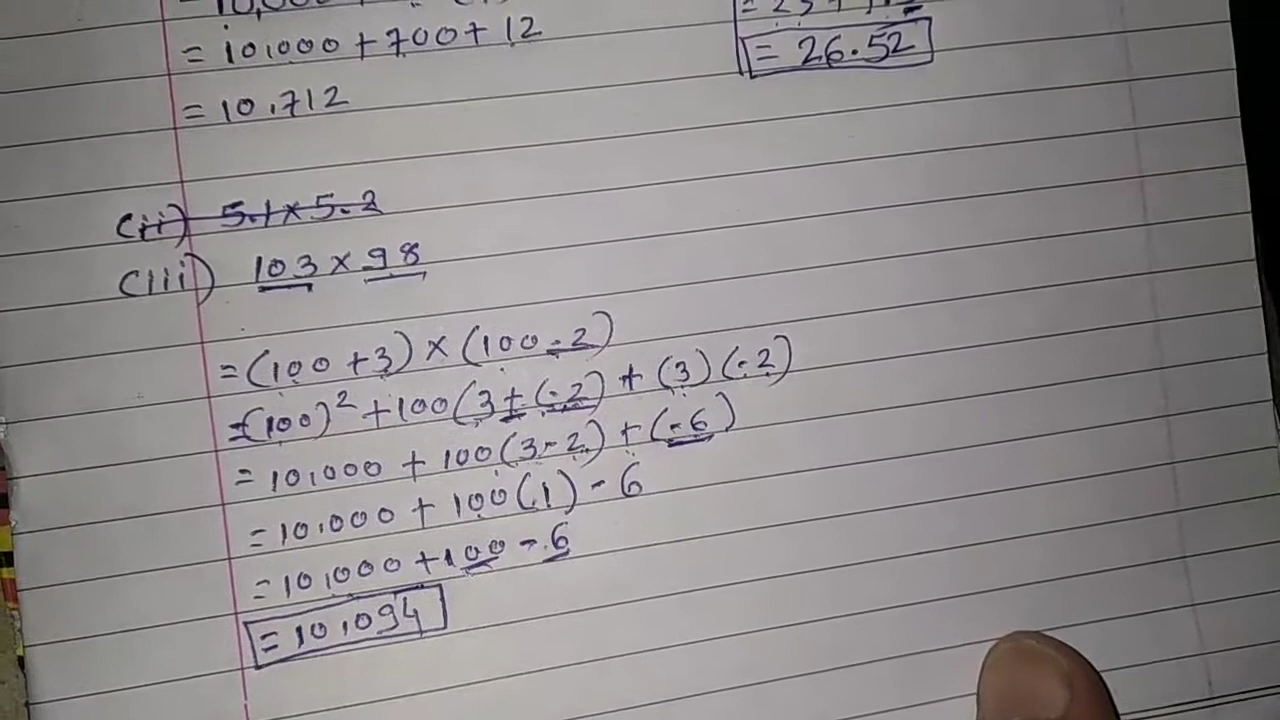 = 10,000 + 700 + 12
= 10,712
= 26.52
(ii) 5.1 × 5.2
(iii) 103 × 98
= (100 + 3) × (100 - 2)
= (100)² + 100 (3 + (-2) + (3) (-2)
= 10,000 + 100 (3 - 2) + (-6)
= 10,000 + 100 (1) - 6
= 10,000 + 100 - 6
= 10,094